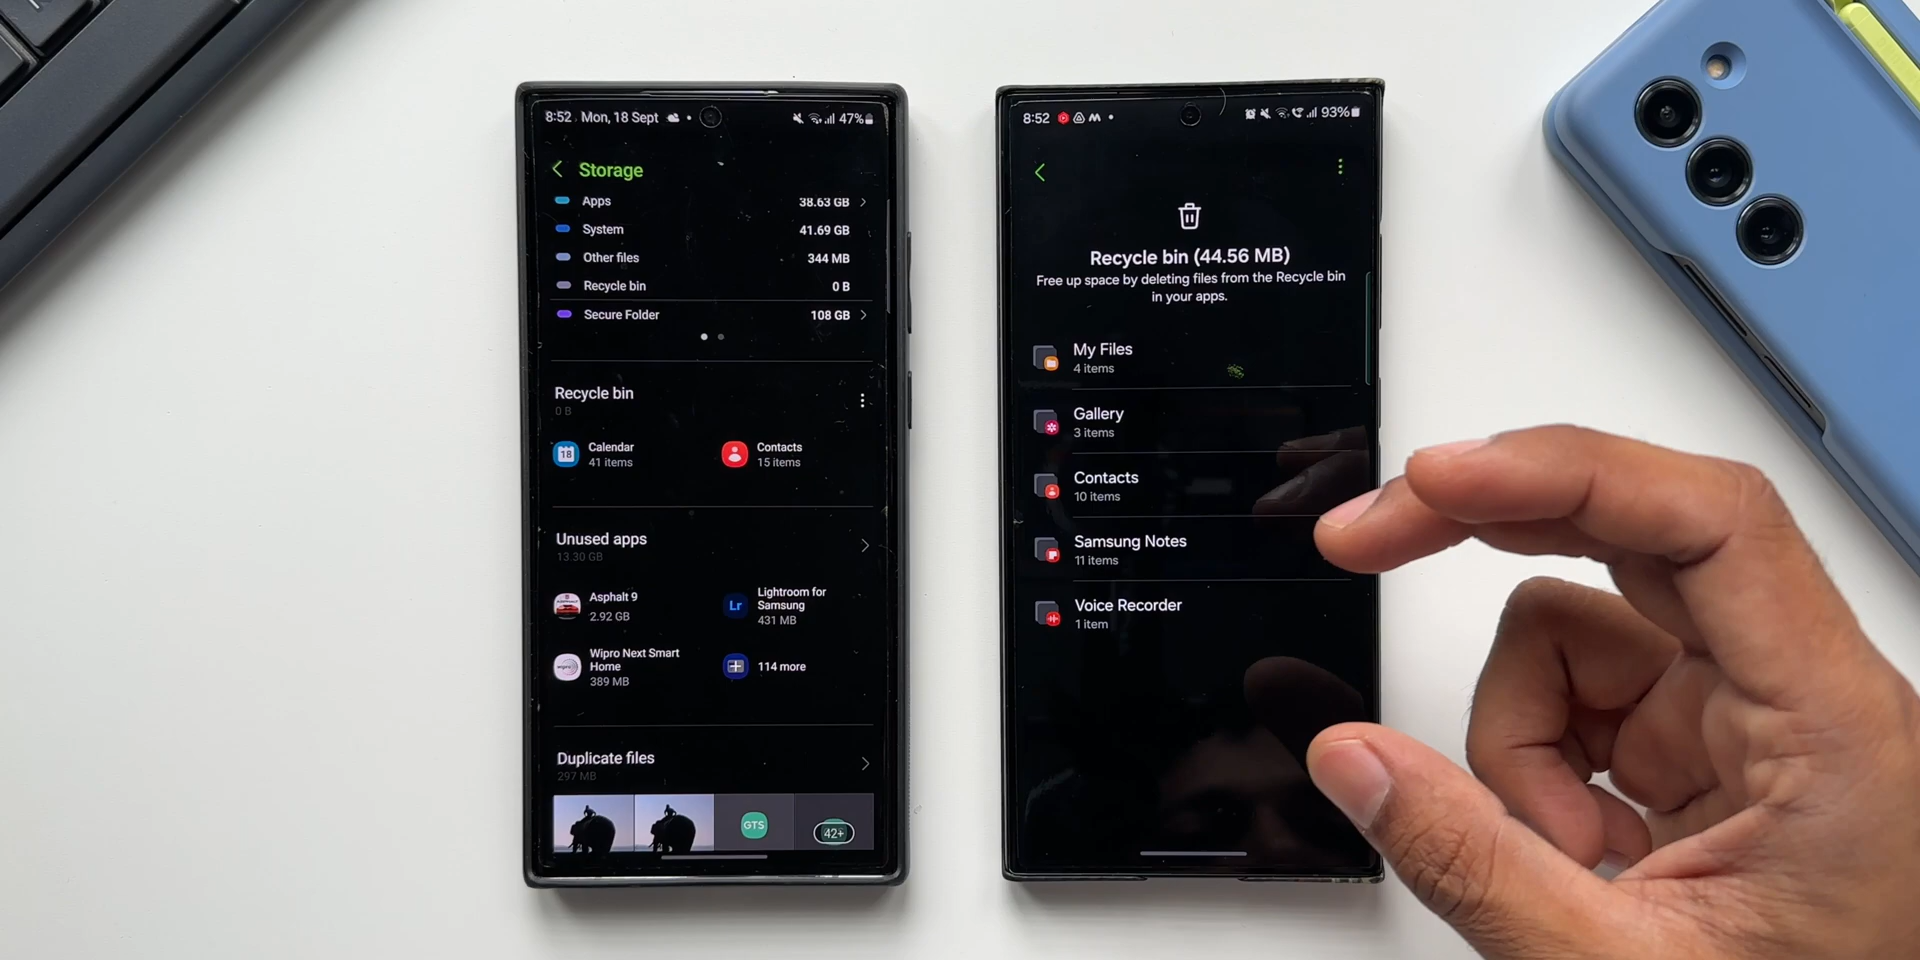 8:52 Mon, 18 Sept
47%
Storage
Apps 38.63 GB
System 41.69 GB
Other files 344 MB
Recycle bin 0 B
Secure Folder 108 GB
Recycle bin
0 B
18
Calendar
41 items
Contacts
15 items
Unused apps
13.30 GB
Asphalt 9
2.92 GB
Lr
Lightroom for
Samsung
431 MB
Wipro Next Smart
Home
389 MB
114 more
Duplicate files
297 MB
GTS
42+
8:52
93%
Recycle bin (44.56 MB)
Free up space by deleting files from the Recycle bin
in your apps.
My Files
4 items
Gallery
3 items
Contacts
10 items
Samsung Notes
11 items
Voice Recorder
1 item